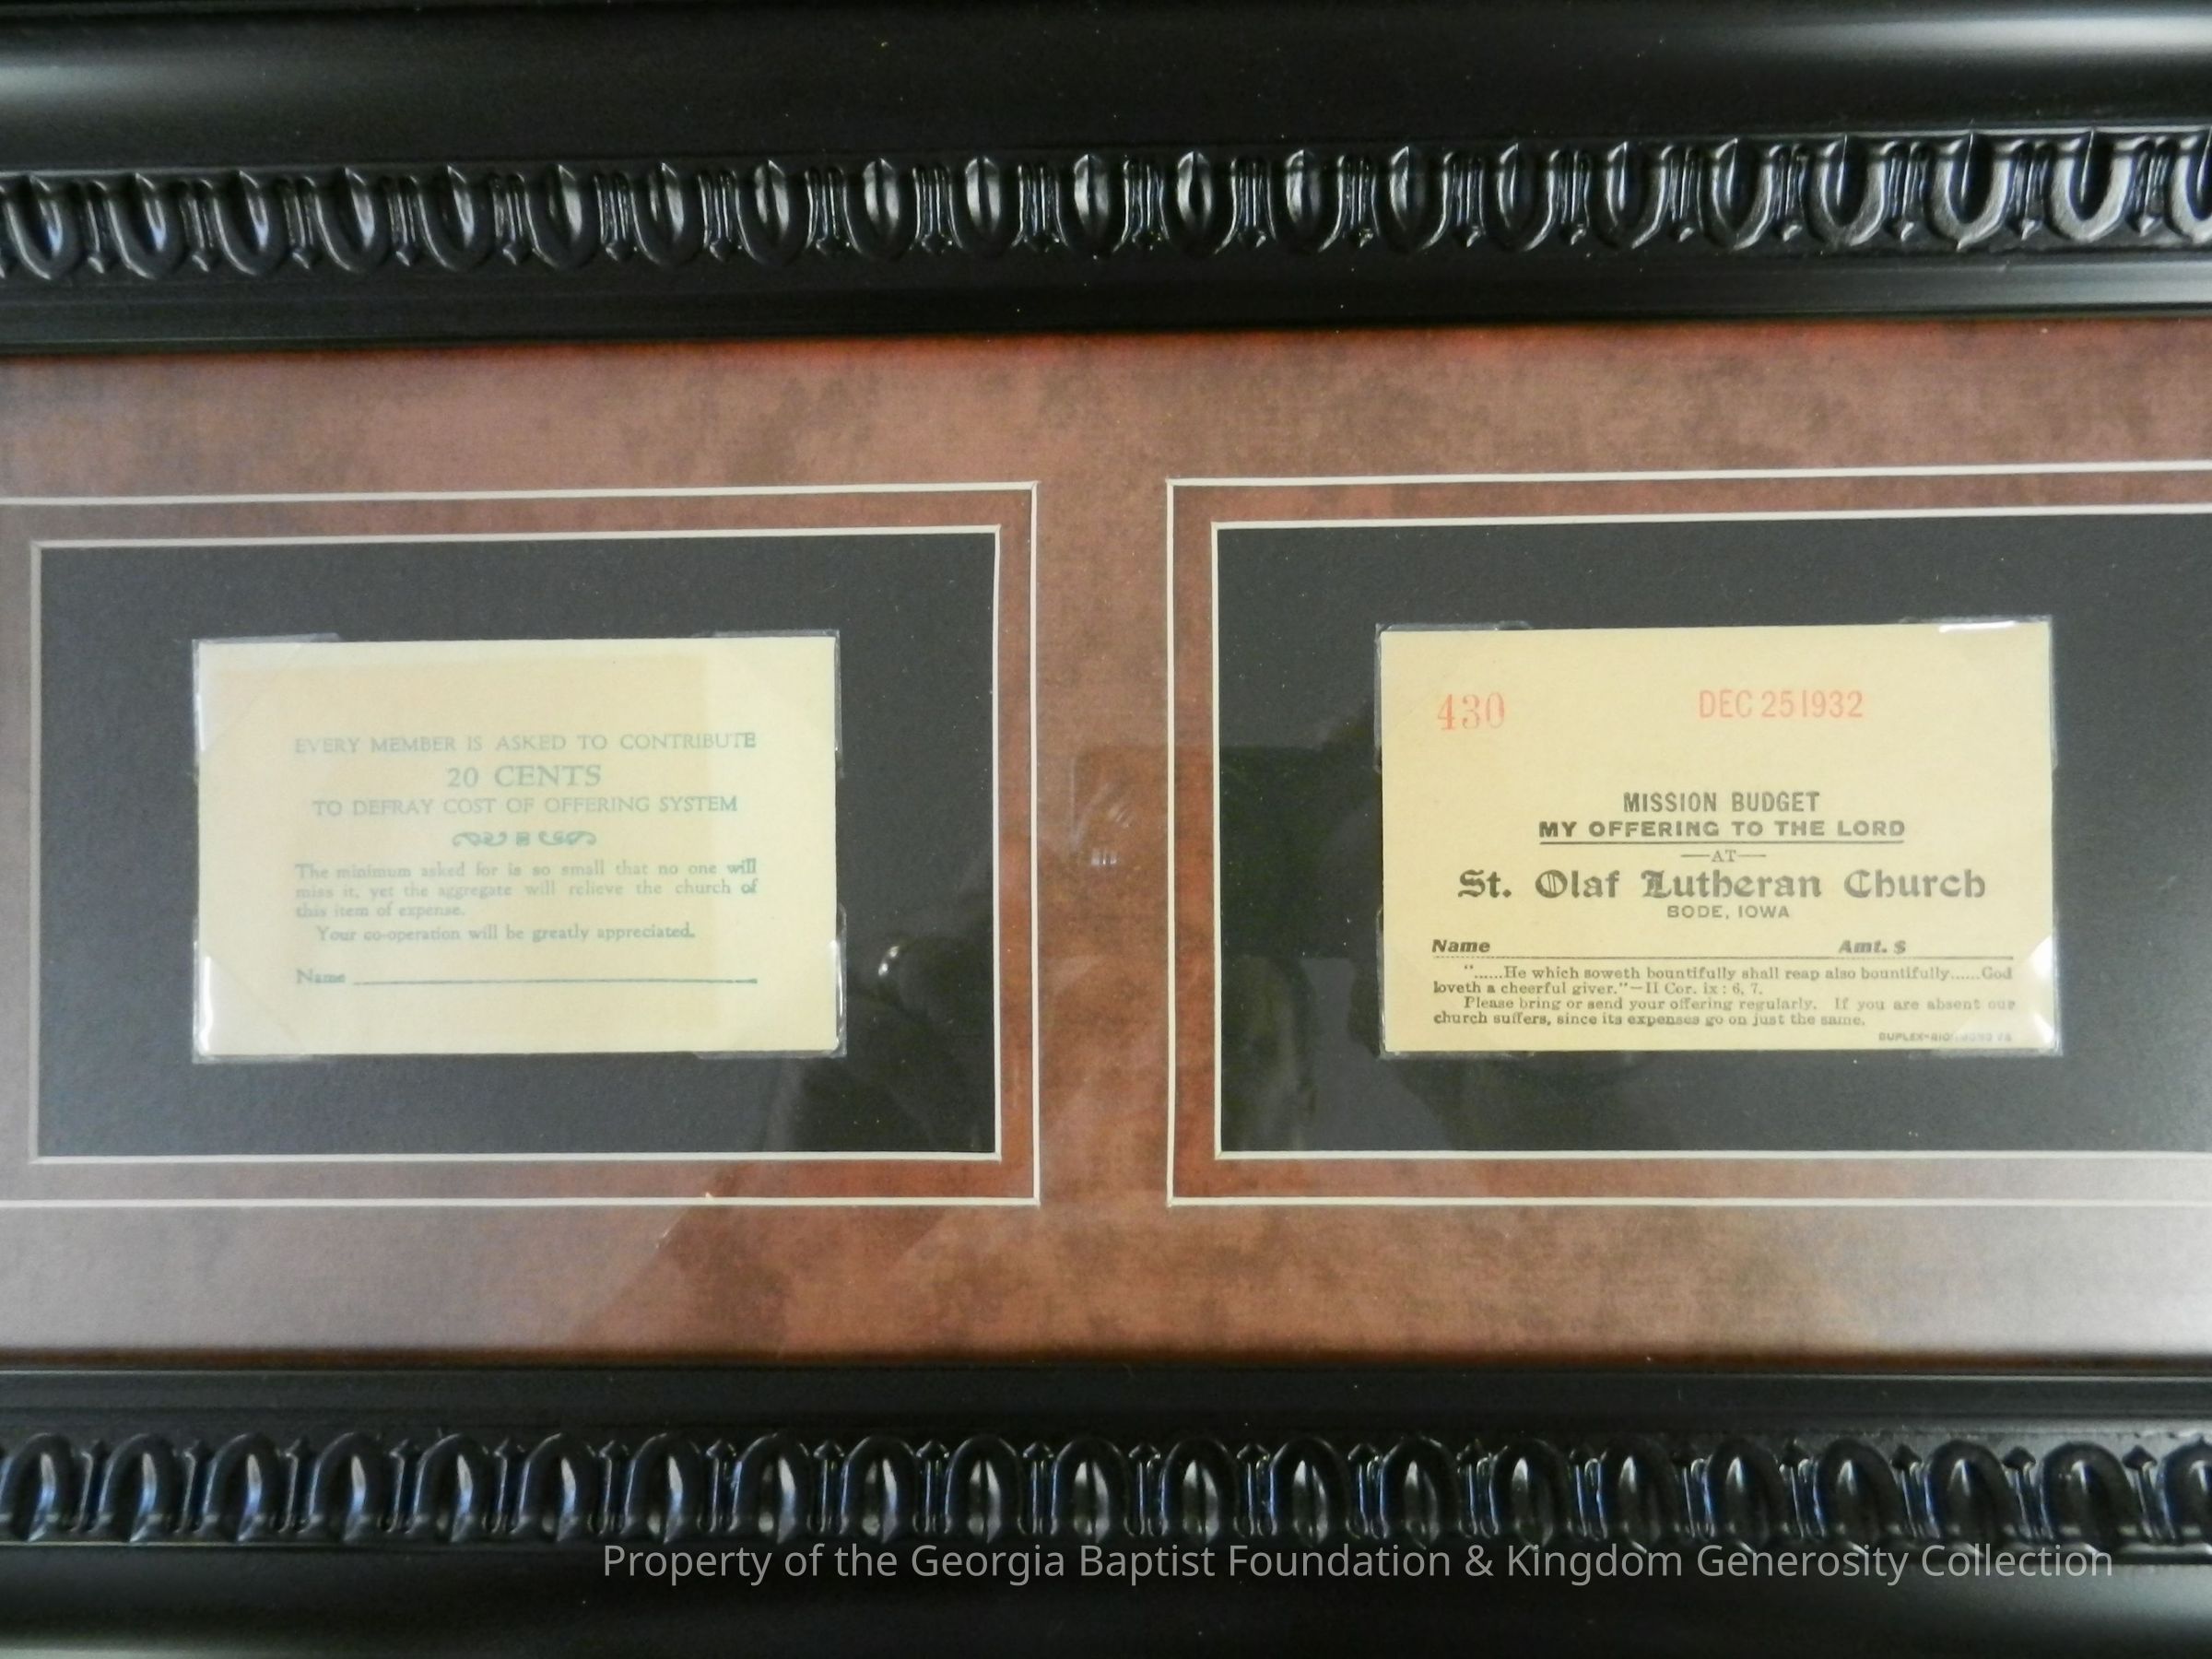 EVERY MEMBER IS ASKED TO CONTRIBUTE
20 CENTS
TO DEFRAY COST OF OFFERING SYSTEM
The minimum asked for is so small that no one will
miss it, yet the aggregate will relieve the church of
this item of expense.
Your co-operation will be greatly appreciated.
Name
430 DEC 25 1932
MISSION BUDGET
MY OFFERING TO THE LORD
—AT—
St. Olaf Lutheran Church
BODE, IOWA
Name Amt. $
"......He which soweth bountifully shall reap also bountifully......God
loveth a cheerful giver."—II Cor. ix: 6, 7.
Please bring or send your offering regularly. If you are absent our
church suffers, since its expenses go on just the same.
DUPLEX-RICHMOND VA
Property of the Georgia Baptist Foundation & Kingdom Generosity Collection